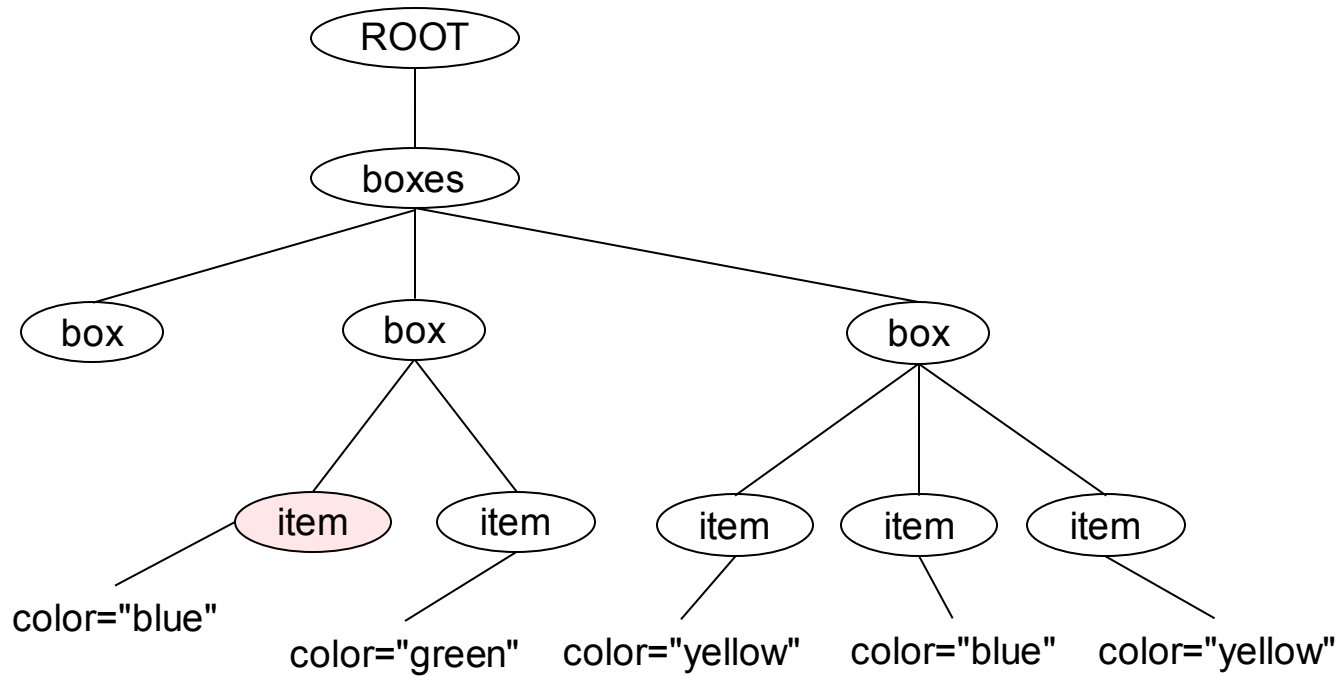 ROOT
boxes
box
box
box
item
item
item
item
item
color="blue"
color="green"
color="yellow"
color="blue"
color="yellow"